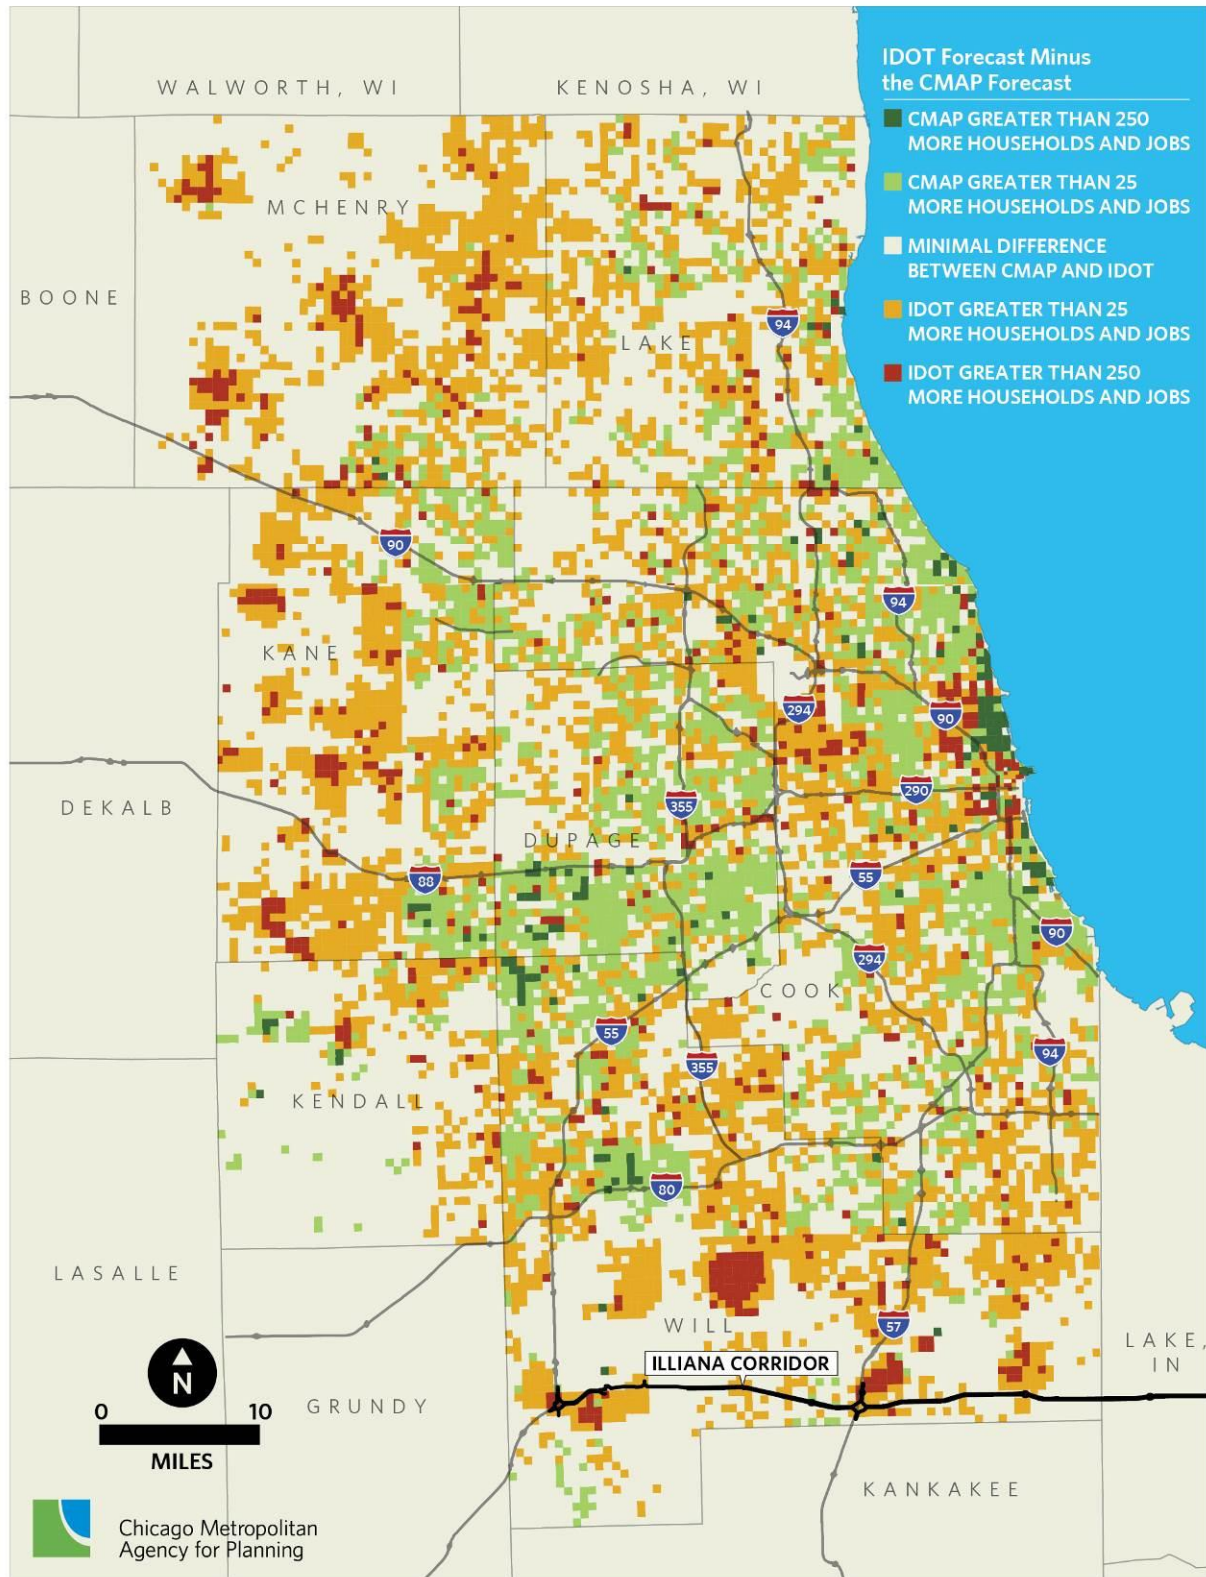 IDOT Forecast Minus
the CMAP Forecast
CMAP GREATER THAN 250
MORE HOUSEHOLDS AND JOBS
CMAP GREATER THAN 25
MORE HOUSEHOLDS AND JOBS
MINIMAL DIFFERENCE
BETWEEN CMAP AND IDOT
IDOT GREATER THAN 25
MORE HOUSEHOLDS AND JOBS
IDOT GREATER THAN 250
MORE HOUSEHOLDS AND JOBS
WALWORTH, WI
KENOSHA, WI
MCHENRY
BOONE
94
LAKE
90
94
KANE
294
90
290
355
DEKALB
DUPAGE
88
55
90
294
COOK
55
94
355
KENDALL
80
LASALLE
WILL
57
LAKE,
IN
ILLIANA CORRIDOR
N
GRUNDY
0 10
MILES
KANKAKEE
Chicago Metropolitan
Agency for Planning